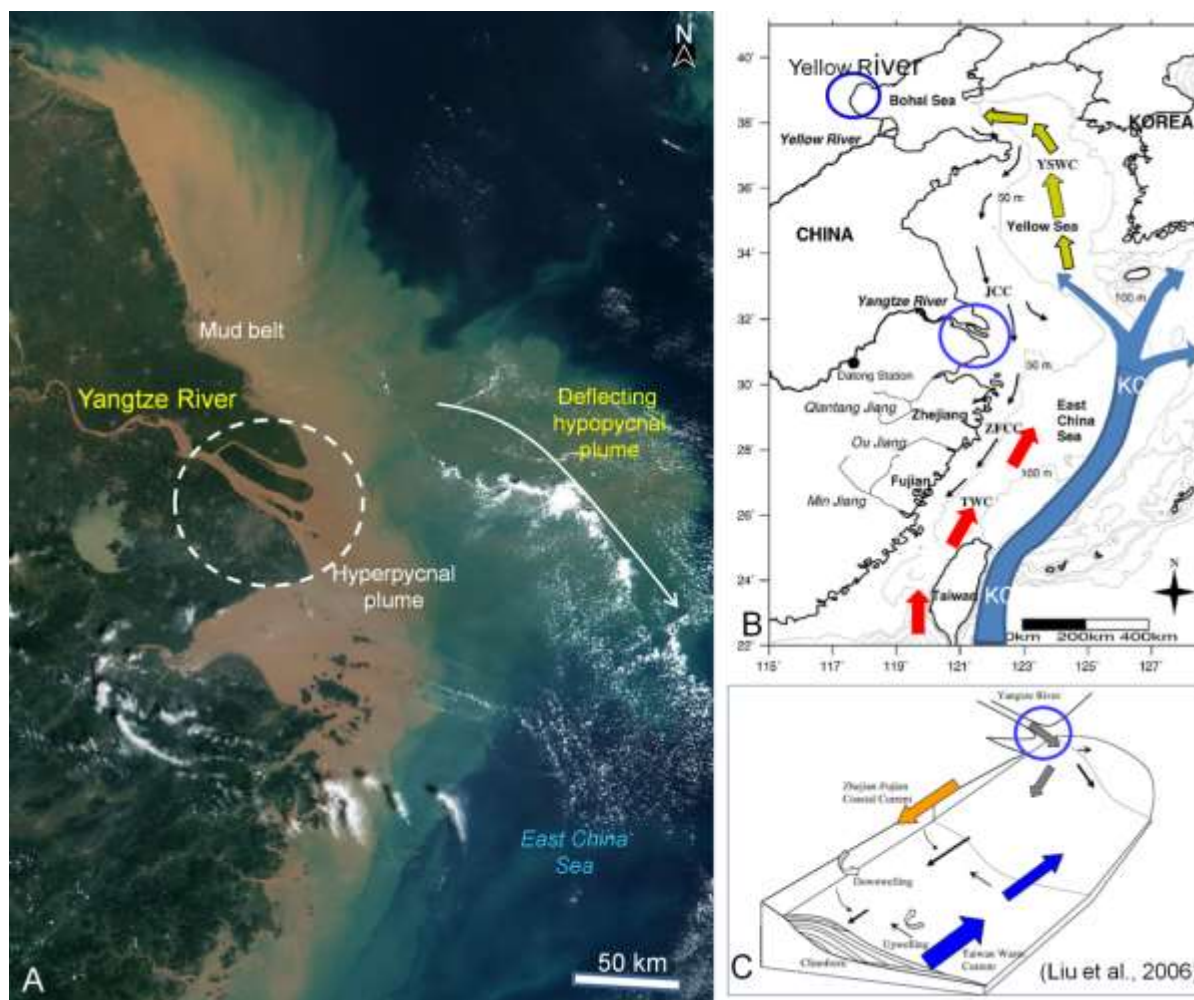 N
Mud belt
Yangtze River
Deflecting
hypopycnal
plume
Hyperpycnal
plume
East China
Sea
50 km
A
40'
38'
36'
34'
32'
30'
28'
26'
24'
22'
115'
117'
119'
121'
123'
125'
127'
Yellow River
Bohai Sea
Yellow River
KOREA
YSWC
50 m
Yellow Sea
CHINA
100 m
Yangtze River
JCC
50 m
Datong Station
Qiantang Jiang
Zhejiang
East
China
Sea
KC
ZFCC
Ou Jiang
100 m
Fujian
Min Jiang
TWC
N
Taiwan
KC
0km 200km 400km
B
Yangtze River
Zhejian-Fujian
Coastal Current
Downwelling
Upwelling
Taiwan Warm
Current
Clinoform
C
(Liu et al., 2006